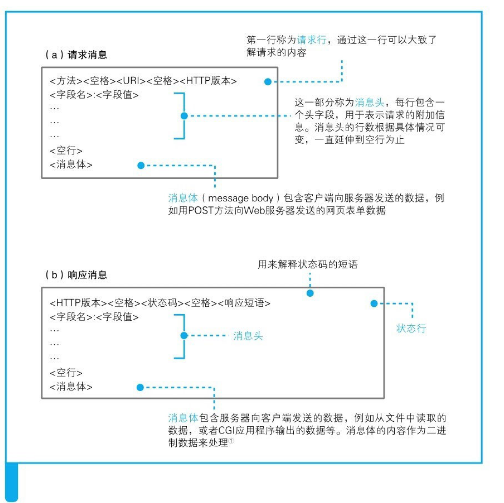 第一行称为请求行，通过这一行可以大致了
解请求的内容
（a）请求消息
<方法><空格><URI><空格><HTTP版本>
<字段名>:<字段值>
…
…
…
<空行>
<消息体>
这一部分称为消息头，每行包含一
个头字段，用于表示请求的附加信
息。消息头的行数根据具体情况可
变，一直延伸到空行为止
消息体（message body）包含客户端向服务器发送的数据，例
如用POST方法向Web服务器发送的网页表单数据
（b）响应消息
用来解释状态码的短语
<HTTP版本><空格><状态码><空格><响应短语>
<字段名>:<字段值>
…
…
…
<空行>
<消息体>
消息头
状态行
消息体包含服务器向客户端发送的数据，例如从文件中读取的
数据，或者CGI应用程序输出的数据等。消息体的内容作为二进
制数据来处理①